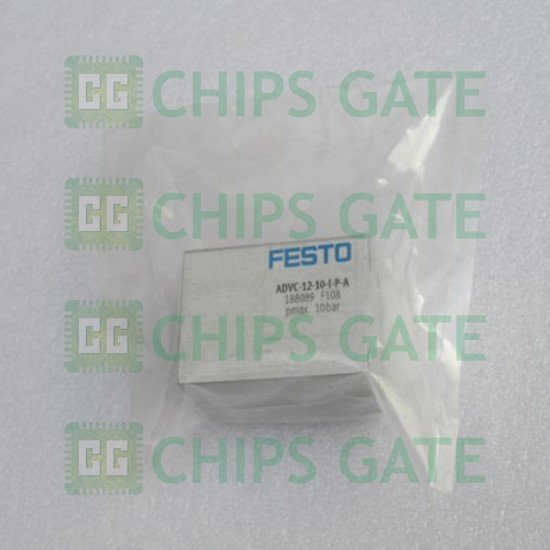 CG CHIPS GATE
CG CHIPS GATE
FESTO
ADVC-12-10-I-P-A
188089 F108
pmax. 10bar
CG CHIPS GATE
CG CHIPS GATE